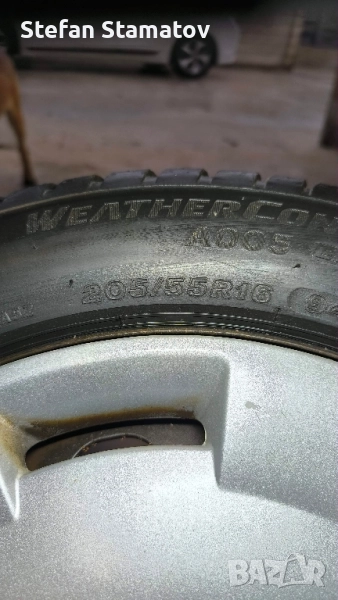 Stefan Stamatov
WEATHERCON
A005
205/55R16
BAZAR